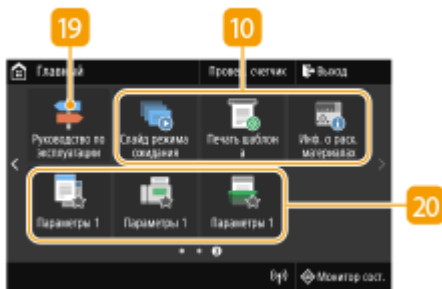 19
10
Главный
Провер. счетчик
Выход
Руководство по
эксплуатации
Слайд режима
ожидания
Печать шаблон
а
Инф. о расх.
материалах
Параметры 1
Параметры 1
Параметры 1
20
3
Монитор сост.